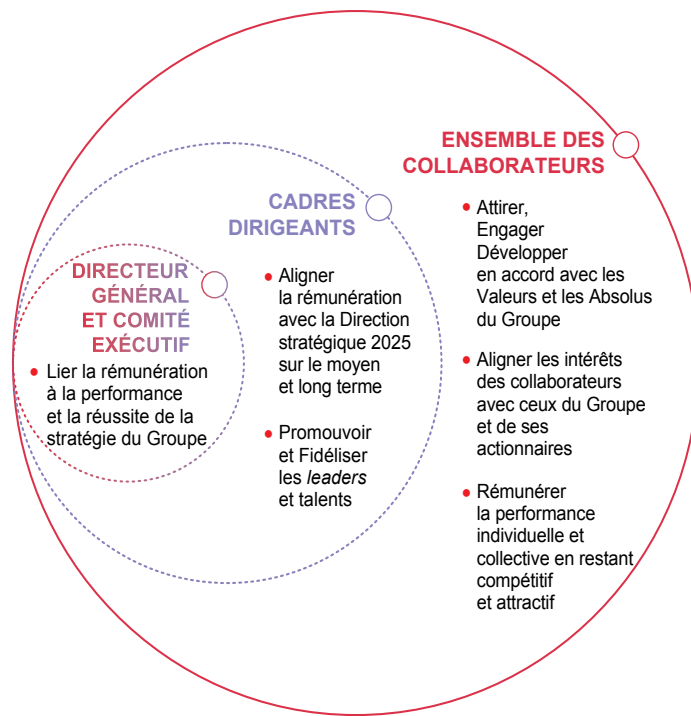 ENSEMBLE DES
COLLABORATEURS
• Attirer,
Engager
Développer
en accord avec les
Valeurs et les Absolus
du Groupe
• Aligner les intérêts
des collaborateurs
avec ceux du Groupe
et de ses
actionnaires
• Rémunérer
la performance
individuelle et
collective en restant
compétitif
et attractif
CADRES
DIRIGEANTS
• Aligner
la rémunération
avec la Direction
stratégique 2025
sur le moyen
et long terme
• Promouvoir
et Fidéliser
les leaders
et talents
DIRECTEUR
GÉNÉRAL
ET COMITÉ
EXÉCUTIF
• Lier la rémunération
à la performance
et la réussite de la
stratégie du Groupe